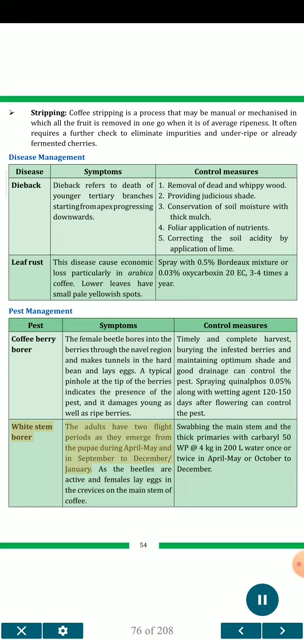 ➢ Stripping: Coffee stripping is a process that may be manual or mechanised in
which all the fruit is removed in one go when it is of average ripeness. It often
requires a further check to eliminate impurities and under-ripe or already
fermented cherries.
Disease Management
Disease Symptoms Control measures
Dieback
Dieback refers to death of
younger tertiary branches
starting from apex progressing
downwards.
1. Removal of dead and whippy wood.
2. Providing judicious shade.
3. Conservation of soil moisture with
thick mulch.
4. Foliar application of nutrients.
5. Correcting the soil acidity by
application of lime.
Leaf rust
This disease cause economic
loss particularly in arabica
coffee. Lower leaves have
small pale yellowish spots.
Spray with 0.5% Bordeaux mixture or
0.03% oxycarboxin 20 EC, 3-4 times a
year.
Pest Management
Pest Symptoms Control measures
Coffee berry
borer
The female beetle bores into the
berries through the navel region
and makes tunnels in the hard
bean and lays eggs. A typical
pinhole at the tip of the berries
indicates the presence of the
pest, and it damages young as
well as ripe berries.
Timely and complete harvest,
burying the infested berries and
maintaining optimum shade and
good drainage can control the
pest. Spraying quinalphos 0.05%
along with wetting agent 120-150
days after flowering can control
the pest.
White stem
borer
The adults have two flight
periods as they emerge from
the pupae during April-May and
in September to December/
January. As the beetles are
active and females lay eggs in
the crevices on the main stem of
coffee.
Swabbing the main stem and the
thick primaries with carbaryl 50
WP @ 4 kg in 200 L water once or
twice in April-May or October to
December.
54
76 of 208